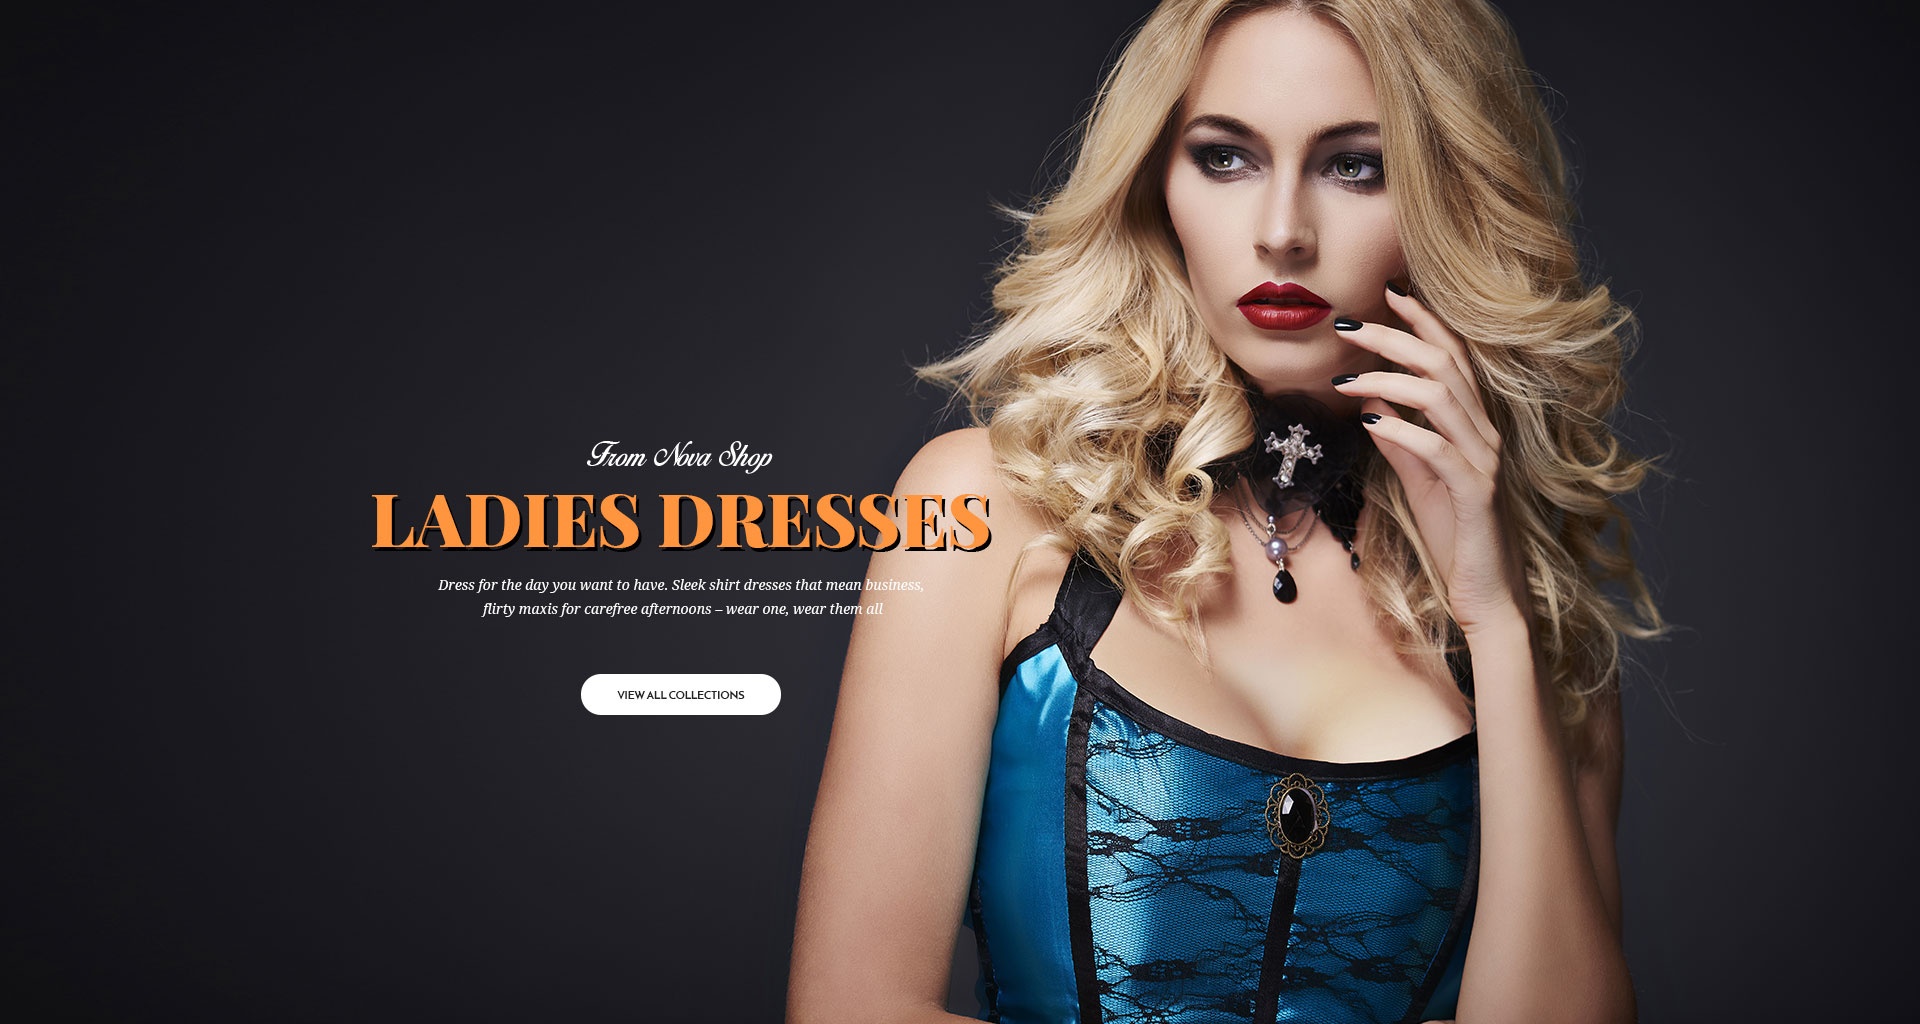 From Nova Shop
LADIES DRESSES
Dress for the day you want to have. Sleek shirt dresses that mean business,
flirty maxis for carefree afternoons – wear one, wear them all
VIEW ALL COLLECTIONS